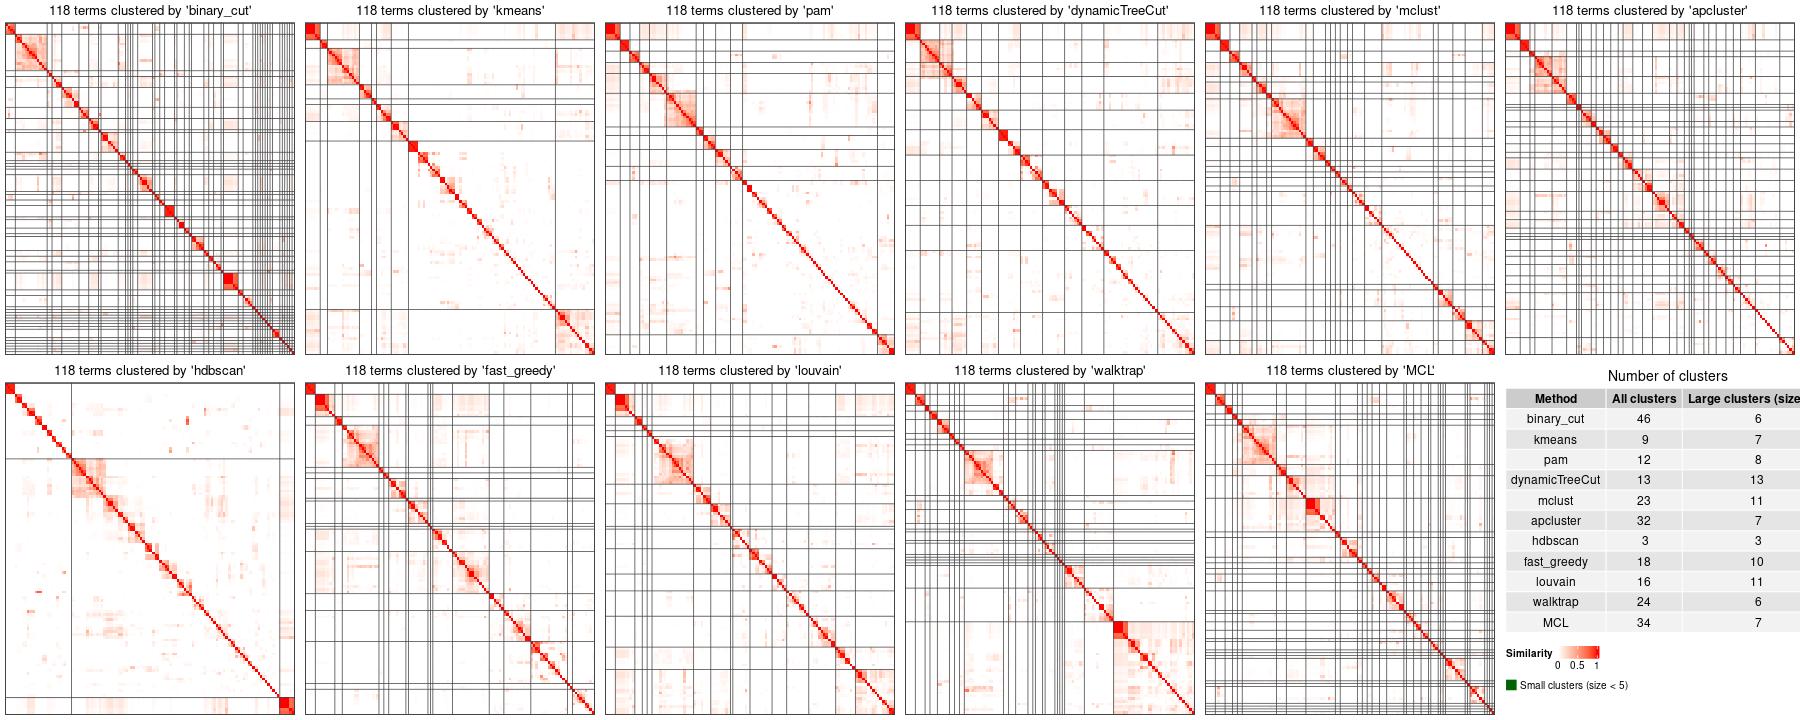 118 terms clustered by 'binary_cut'
118 terms clustered by 'kmeans'
118 terms clustered by 'pam'
118 terms clustered by 'dynamicTreeCut'
118 terms clustered by 'mclust'
118 terms clustered by 'apcluster'
118 terms clustered by 'hdbscan'
118 terms clustered by 'fast_greedy'
118 terms clustered by 'louvain'
118 terms clustered by 'walktrap'
118 terms clustered by 'MCL'
Number of clusters
Method All clusters Large clusters (size
binary_cut 46 6
kmeans 9 7
pam 12 8
dynamicTreeCut 13 13
mclust 23 11
apcluster 32 7
hdbscan 3 3
fast_greedy 18 10
louvain 16 11
walktrap 24 6
MCL 34 7
Similarity
0 0.5 1
Small clusters (size < 5)